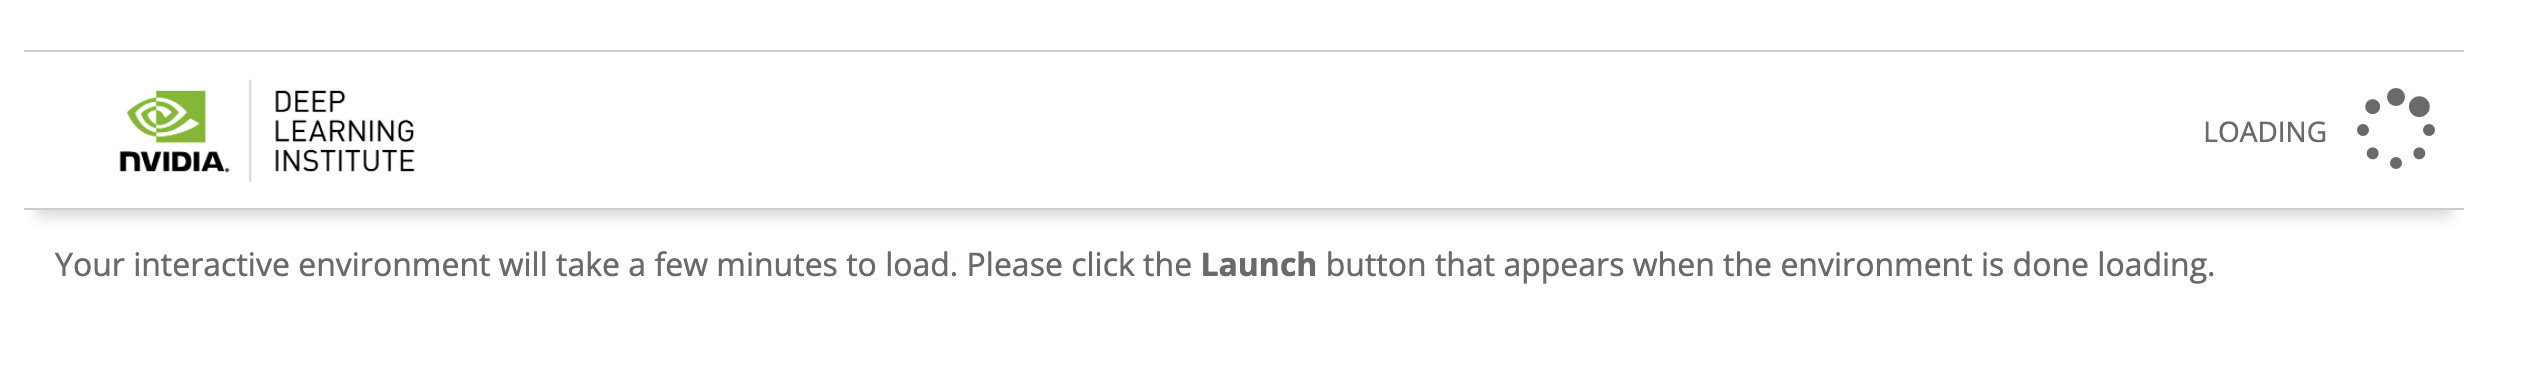 NVIDIA.
DEEP
LEARNING
INSTITUTE
LOADING
Your interactive environment will take a few minutes to load. Please click the Launch button that appears when the environment is done loading.